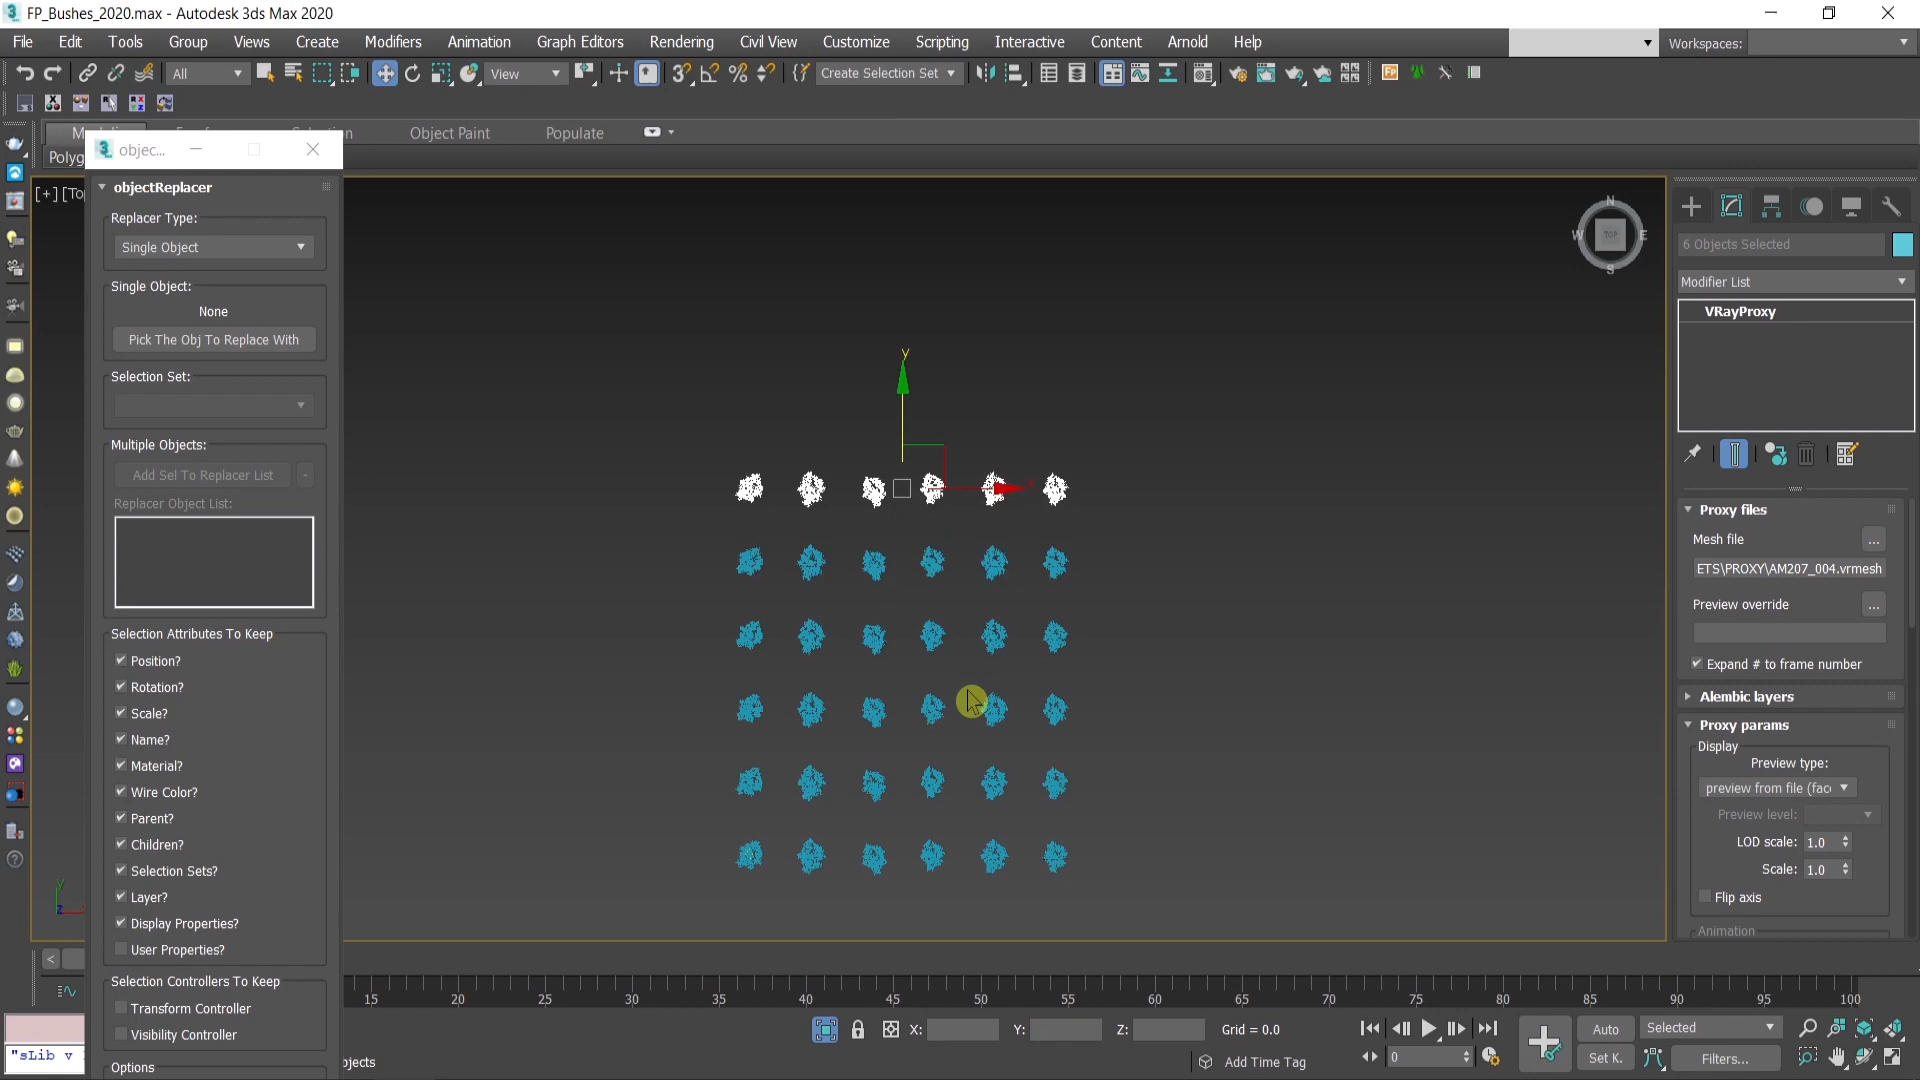 FP_Bushes_2020.max - Autodesk 3ds Max 2020
File Edit Tools Group Views Create Modifiers Animation Graph Editors Rendering Civil View Customize Scripting Interactive Content Arnold Help
Workspaces:
All
View
Create Selection Set
Object Paint Populate
Polyg
objec...
[+] [To
objectReplacer
Replacer Type:
Single Object
Single Object:
None
Pick The Obj To Replace With
Selection Set:
Multiple Objects:
Add Sel To Replacer List -
Replacer Object List:
Selection Attributes To Keep
Position?
Rotation?
Scale?
Name?
Material?
Wire Color?
Parent?
Children?
Selection Sets?
Layer?
Display Properties?
User Properties?
Selection Controllers To Keep
Transform Controller
Visibility Controller
Options
y
N
W TOP E
S
6 Objects Selected
Modifier List
VRayProxy
Proxy files
Mesh file ...
ETS\PROXY\AM207_004.vrmesh
Preview override ...
Expand # to frame number
Alembic layers
Proxy params
Display
Preview type:
preview from file (face
Preview level:
LOD scale: 1.0
Scale: 1.0
Flip axis
Animation
<
15 20 25 30 35 40 45 50 55 60 65 70 75 80 85 90 95 100
X: Y: Z: Grid = 0.0
Auto Selected
0
Set K. Filters...
"sLib v
bjects
Add Time Tag